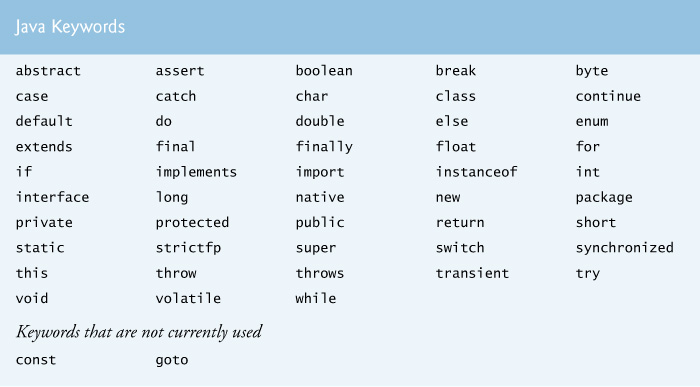 Java Keywords
abstract assert boolean break byte
case catch char class continue
default do double else enum
extends final finally float for
if implements import instanceof int
interface long native new package
private protected public return short
static strictfp super switch synchronized
this throw throws transient try
void volatile while
Keywords that are not currently used
const goto